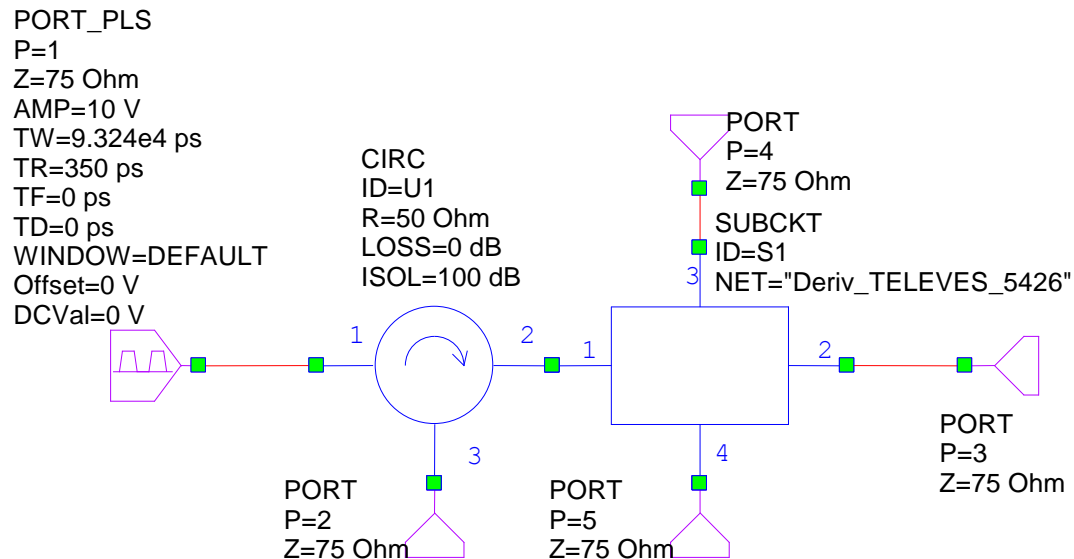 PORT_PLS
P=1
Z=75 Ohm
AMP=10 V
TW=9.324e4 ps
TR=350 ps
TF=0 ps
TD=0 ps
WINDOW=DEFAULT
Offset=0 V
DCVal=0 V
CIRC
ID=U1
R=50 Ohm
LOSS=0 dB
ISOL=100 dB
1
2
3
PORT
P=2
Z=75 Ohm
PORT
P=4
Z=75 Ohm
SUBCKT
ID=S1
NET="Deriv_TELEVES_5426"
3
1
2
4
PORT
P=5
Z=75 Ohm
PORT
P=3
Z=75 Ohm